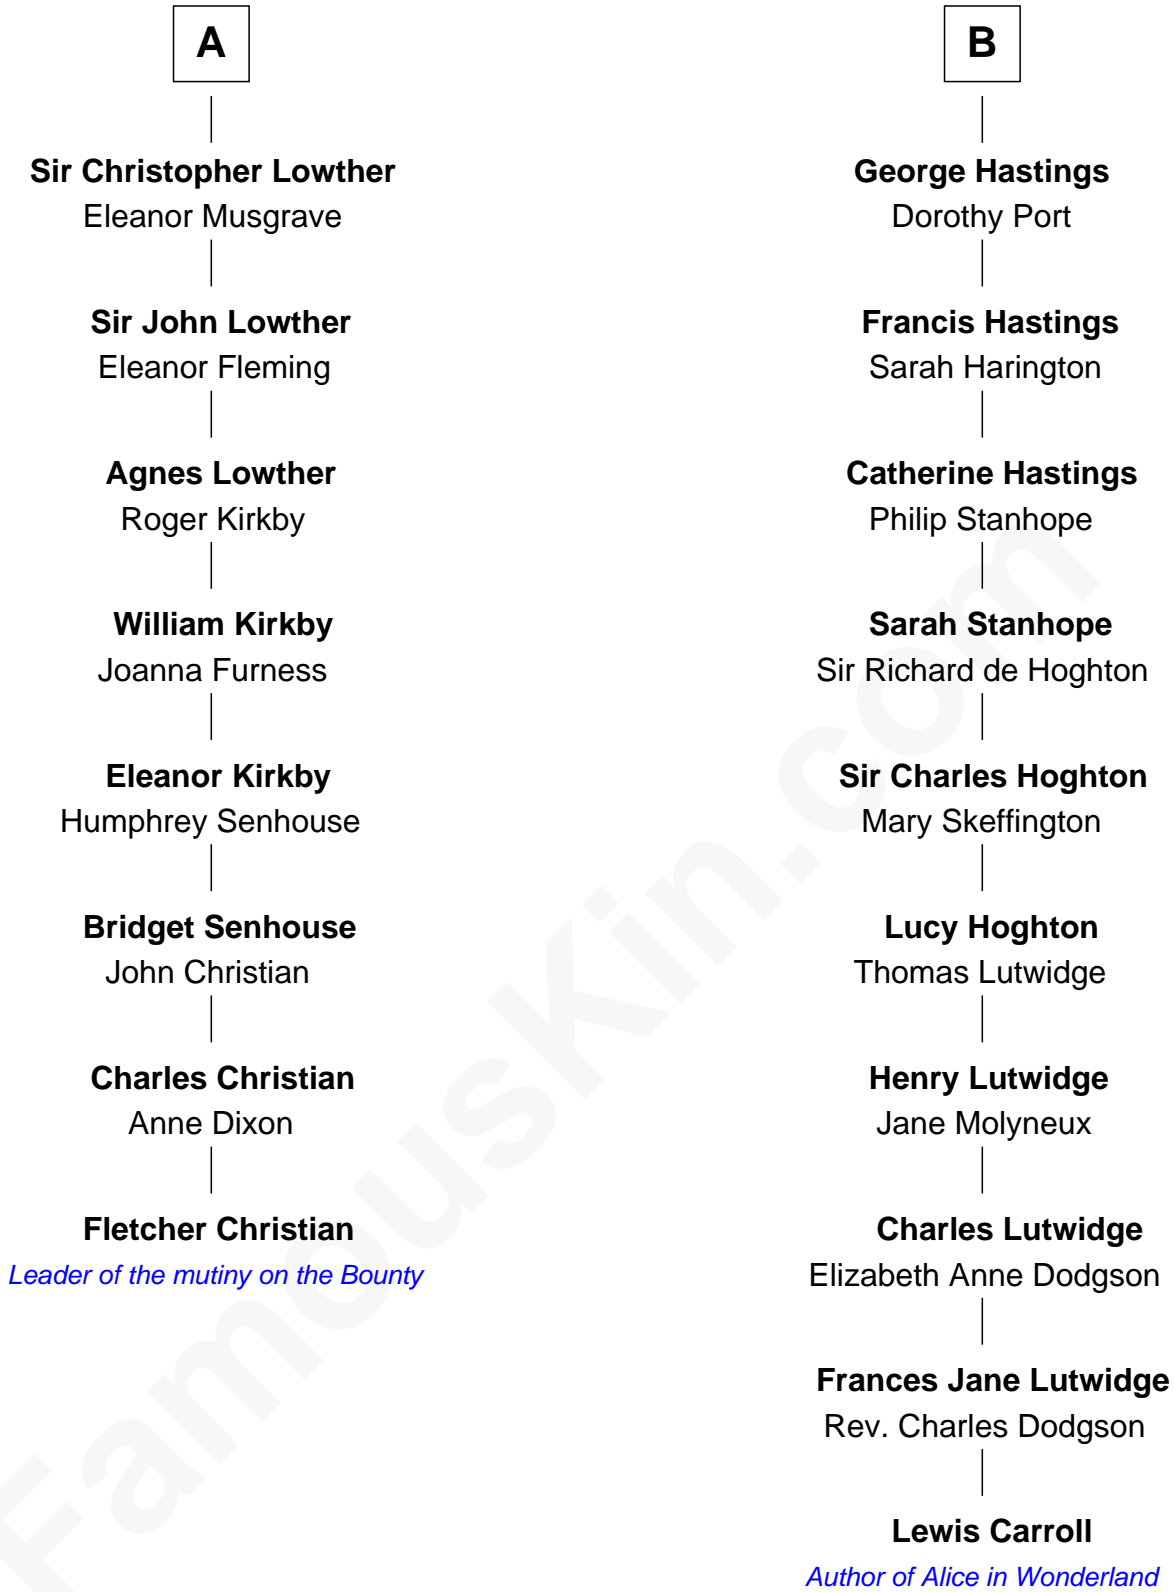 A
Sir Christopher Lowther
Eleanor Musgrave
Sir John Lowther
Eleanor Fleming
Agnes Lowther
Roger Kirkby
William Kirkby
Joanna Furness
Eleanor Kirkby
Humphrey Senhouse
Bridget Senhouse
John Christian
Charles Christian
Anne Dixon
Fletcher Christian
Leader of the mutiny on the Bounty
B
George Hastings
Dorothy Port
Francis Hastings
Sarah Harington
Catherine Hastings
Philip Stanhope
Sarah Stanhope
Sir Richard de Hoghton
Sir Charles Hoghton
Mary Skeffington
Lucy Hoghton
Thomas Lutwidge
Henry Lutwidge
Jane Molyneux
Charles Lutwidge
Elizabeth Anne Dodgson
Frances Jane Lutwidge
Rev. Charles Dodgson
Lewis Carroll
Author of Alice in Wonderland
FamousKin.com